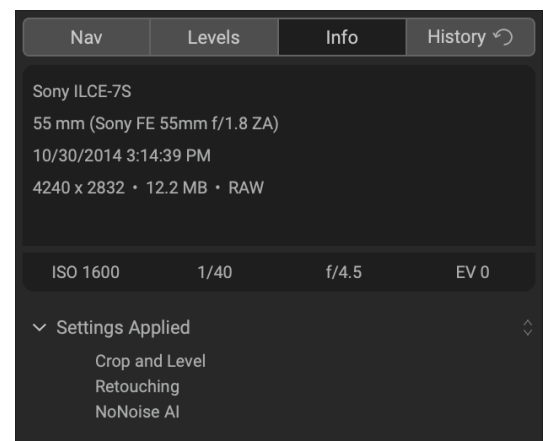 Nav Levels Info History
Sony ILCE-7S
55 mm (Sony FE 55mm f/1.8 ZA)
10/30/2014 3:14:39 PM
4240 x 2832 • 12.2 MB • RAW
ISO 1600 1/40 f/4.5 EV 0
Settings Applied
Crop and Level
Retouching
NoNoise AI